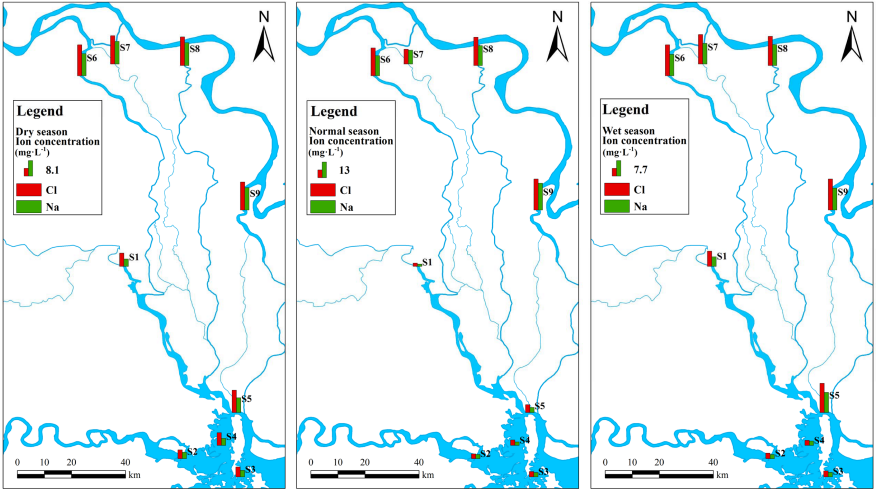 N
S6
S7
S8
Legend
Dry season
Ion concentration
(mg·L-1)
8.1
Cl
Na
S9
S1
S5
S4
S2
S3
0 10 20 40
km
N
S6
S7
S8
Legend
Normal season
Ion concentration
(mg·L-1)
13
Cl
Na
S9
S1
S5
S4
S2
S3
0 10 20 40
km
N
S6
S7
S8
Legend
Wet season
Ion concentration
(mg·L-1)
7.7
Cl
Na
S9
S1
S5
S4
S2
S3
0 10 20 40
km